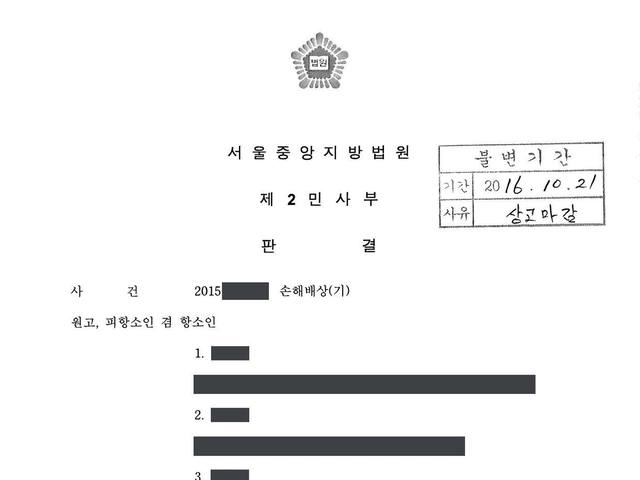 법원
서울중앙지방법원
제2민사부
판 결
불변기간
기간 2016.10.21
사유 상고마감
사 건 2015 손해배상(기)
원고, 피항소인 겸 항소인
1.
2.
3